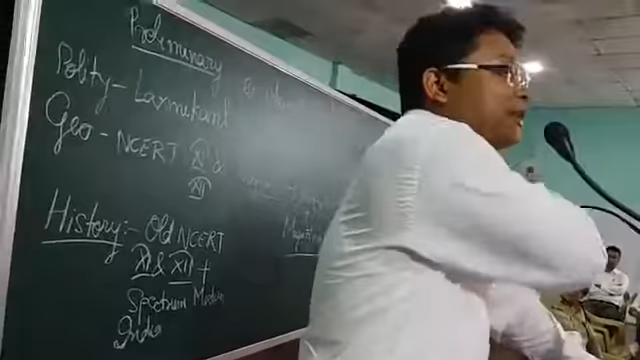 Preliminary
Polity - Laxmikant
Geo - NCERT XI &
XII
History :- Old NCERT
XI & XII +
Spectrum Modern
India